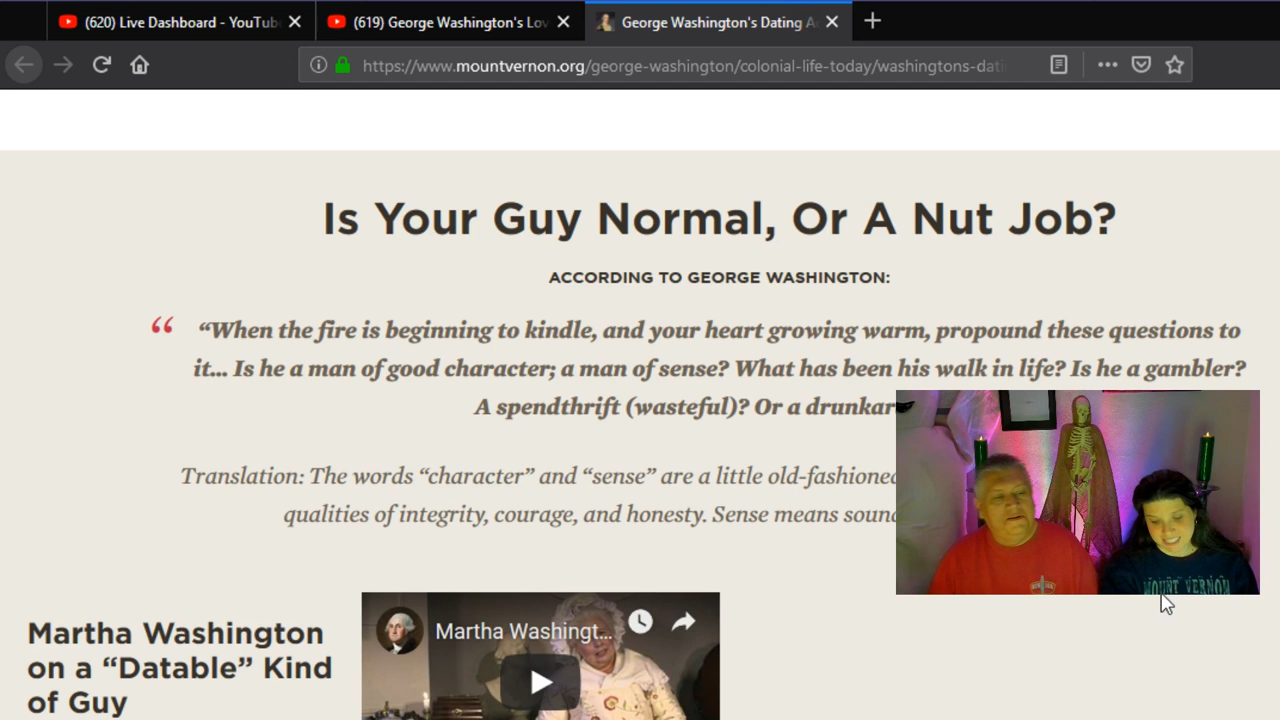 (620) Live Dashboard - YouTub
(619) George Washington's Lov
George Washington's Dating A
https://www.mountvernon.org/george-washington/colonial-life-today/washingtons-dati
Is Your Guy Normal, Or A Nut Job?
ACCORDING TO GEORGE WASHINGTON:
“ “When the fire is beginning to kindle, and your heart growing warm, propound these questions to
it... Is he a man of good character; a man of sense? What has been his walk in life? Is he a gambler?
A spendthrift (wasteful)? Or a drunkar
Translation: The words “character” and “sense” are a little old-fashioned
qualities of integrity, courage, and honesty. Sense means soun
MOUNT VERNON
Martha Washington
on a “Datable” Kind
of Guy
Martha Washingt...